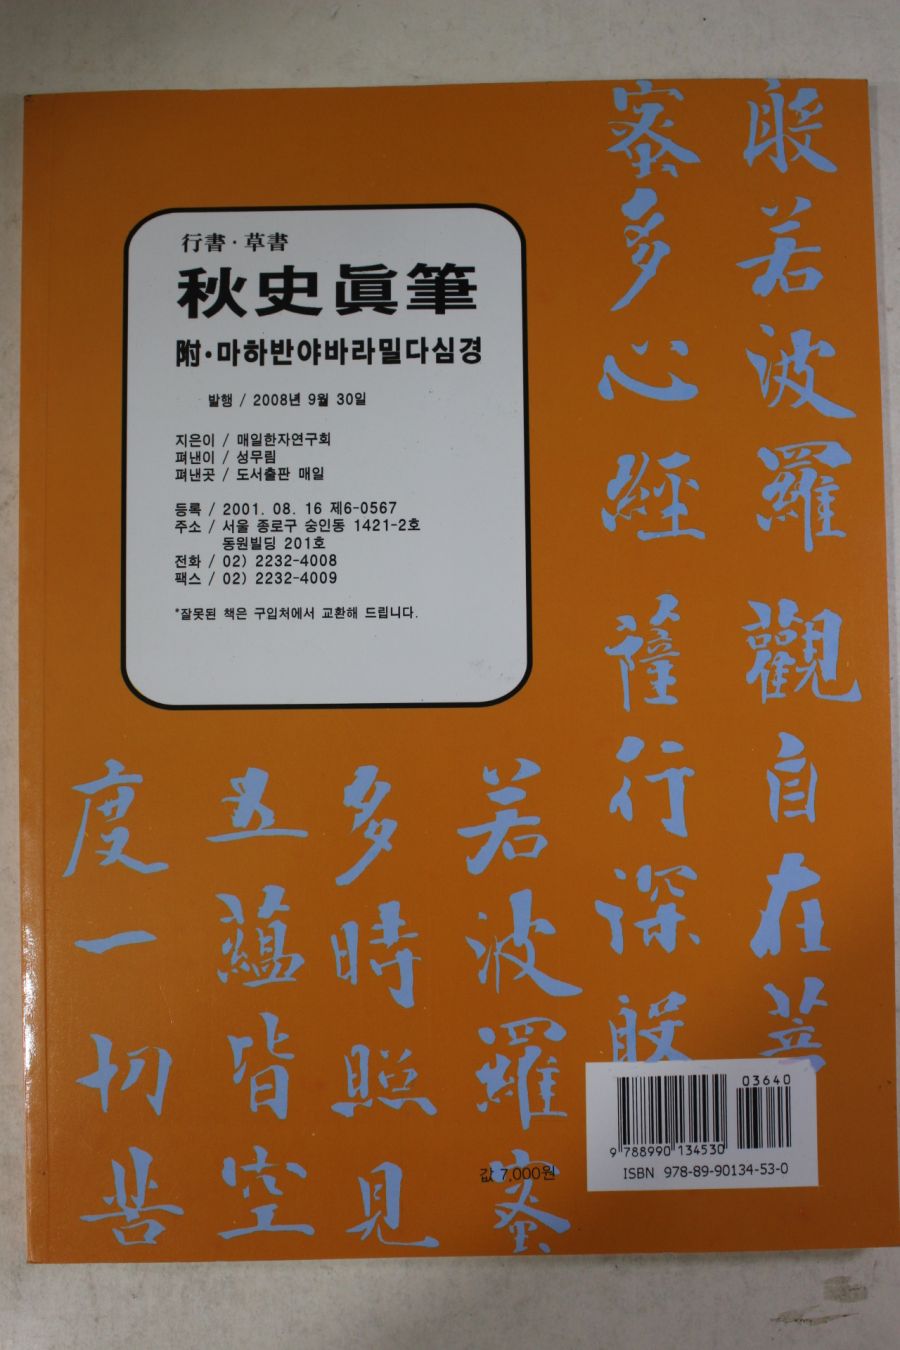 行書·草書
秋史眞筆
附·마하반야바라밀다심경
발행 / 2008년 9월 30일
지은이 / 매일한자연구회
펴낸이 / 성무림
펴낸곳 / 도서출판 매일
등록 / 2001. 08. 16 제6-0567
주소 / 서울 종로구 숭인동 1421-2호
동원빌딩 201호
전화 / 02) 2232-4008
팩스 / 02) 2232-4009
*잘못된 책은 구입처에서 교환해 드립니다.
般若波羅
蜜多心經
觀自在菩
薩行深般
若波羅蜜
多時照見
五蘊皆空
度一切苦
값 7,000원
03640
9 788990 134530
ISBN 978-89-90134-53-0